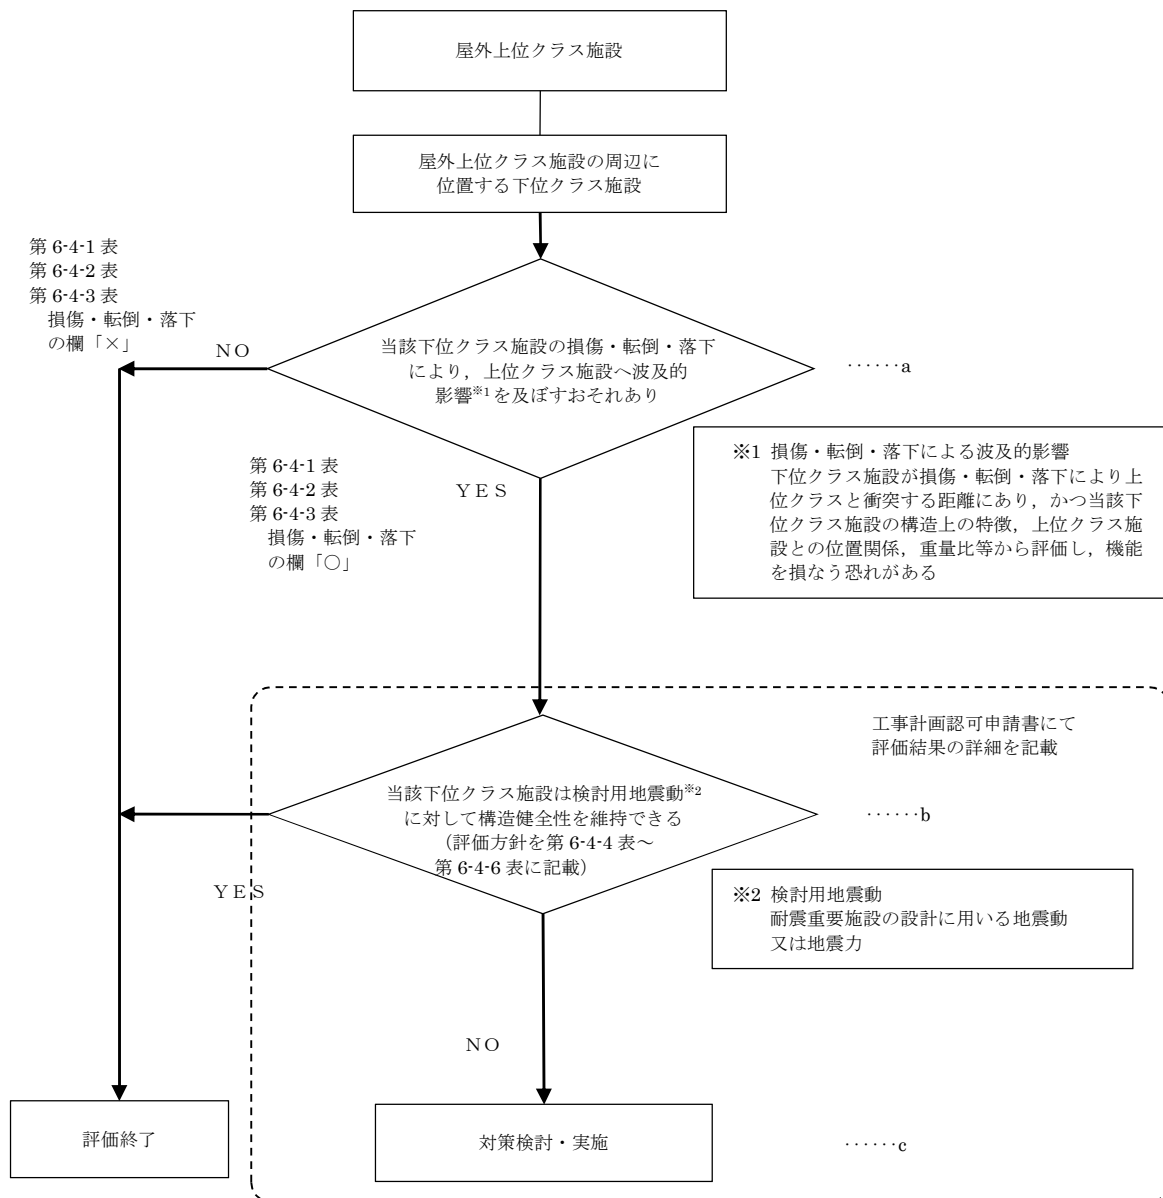 屋外上位クラス施設
屋外上位クラス施設の周辺に
位置する下位クラス施設
第 6-4-1 表
第 6-4-2 表
第 6-4-3 表
損傷・転倒・落下
の欄「×」
NO
当該下位クラス施設の損傷・転倒・落下
により，上位クラス施設へ波及的
影響※1を及ぼすおそれあり
······a
第 6-4-1 表
第 6-4-2 表
第 6-4-3 表
損傷・転倒・落下
の欄「○」
YES
※1 損傷・転倒・落下による波及的影響
下位クラス施設が損傷・転倒・落下により上
位クラスと衝突する距離にあり，かつ当該下
位クラス施設の構造上の特徴，上位クラス施
設との位置関係，重量比等から評価し，機能
を損なう恐れがある
工事計画認可申請書にて
評価結果の詳細を記載
当該下位クラス施設は検討用地震動※2
に対して構造健全性を維持できる
（評価方針を第 6-4-4 表～
第 6-4-6 表に記載）
······b
YES
※2 検討用地震動
耐震重要施設の設計に用いる地震動
又は地震力
NO
評価終了
対策検討・実施
······c